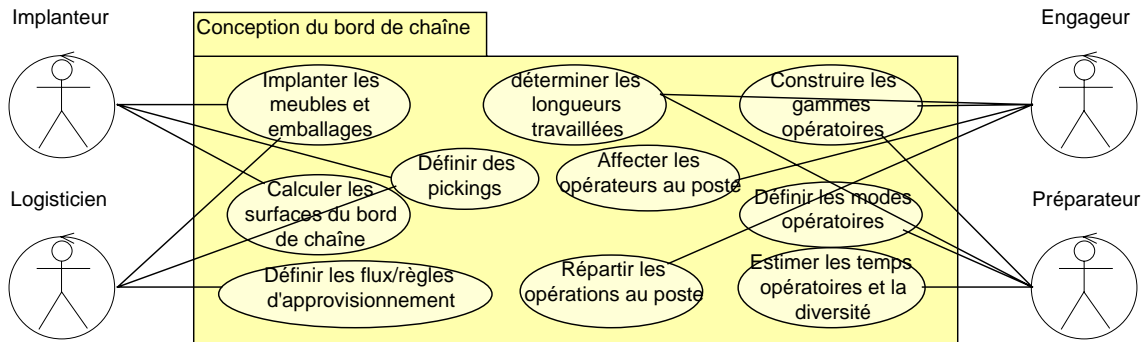 Implanteur
Conception du bord de chaîne
Engageur
Implanter les
meubles et
emballages
déterminer les
longueurs
travaillées
Construire les
gammes
opératoires
Définir des
pickings
Affecter les
opérateurs au poste
Logisticien
Calculer les
surfaces du bord
de chaîne
Définir les modes
opératoires
Préparateur
Définir les flux/règles
d'approvisionnement
Répartir les
opérations au poste
Estimer les temps
opératoires et la
diversité